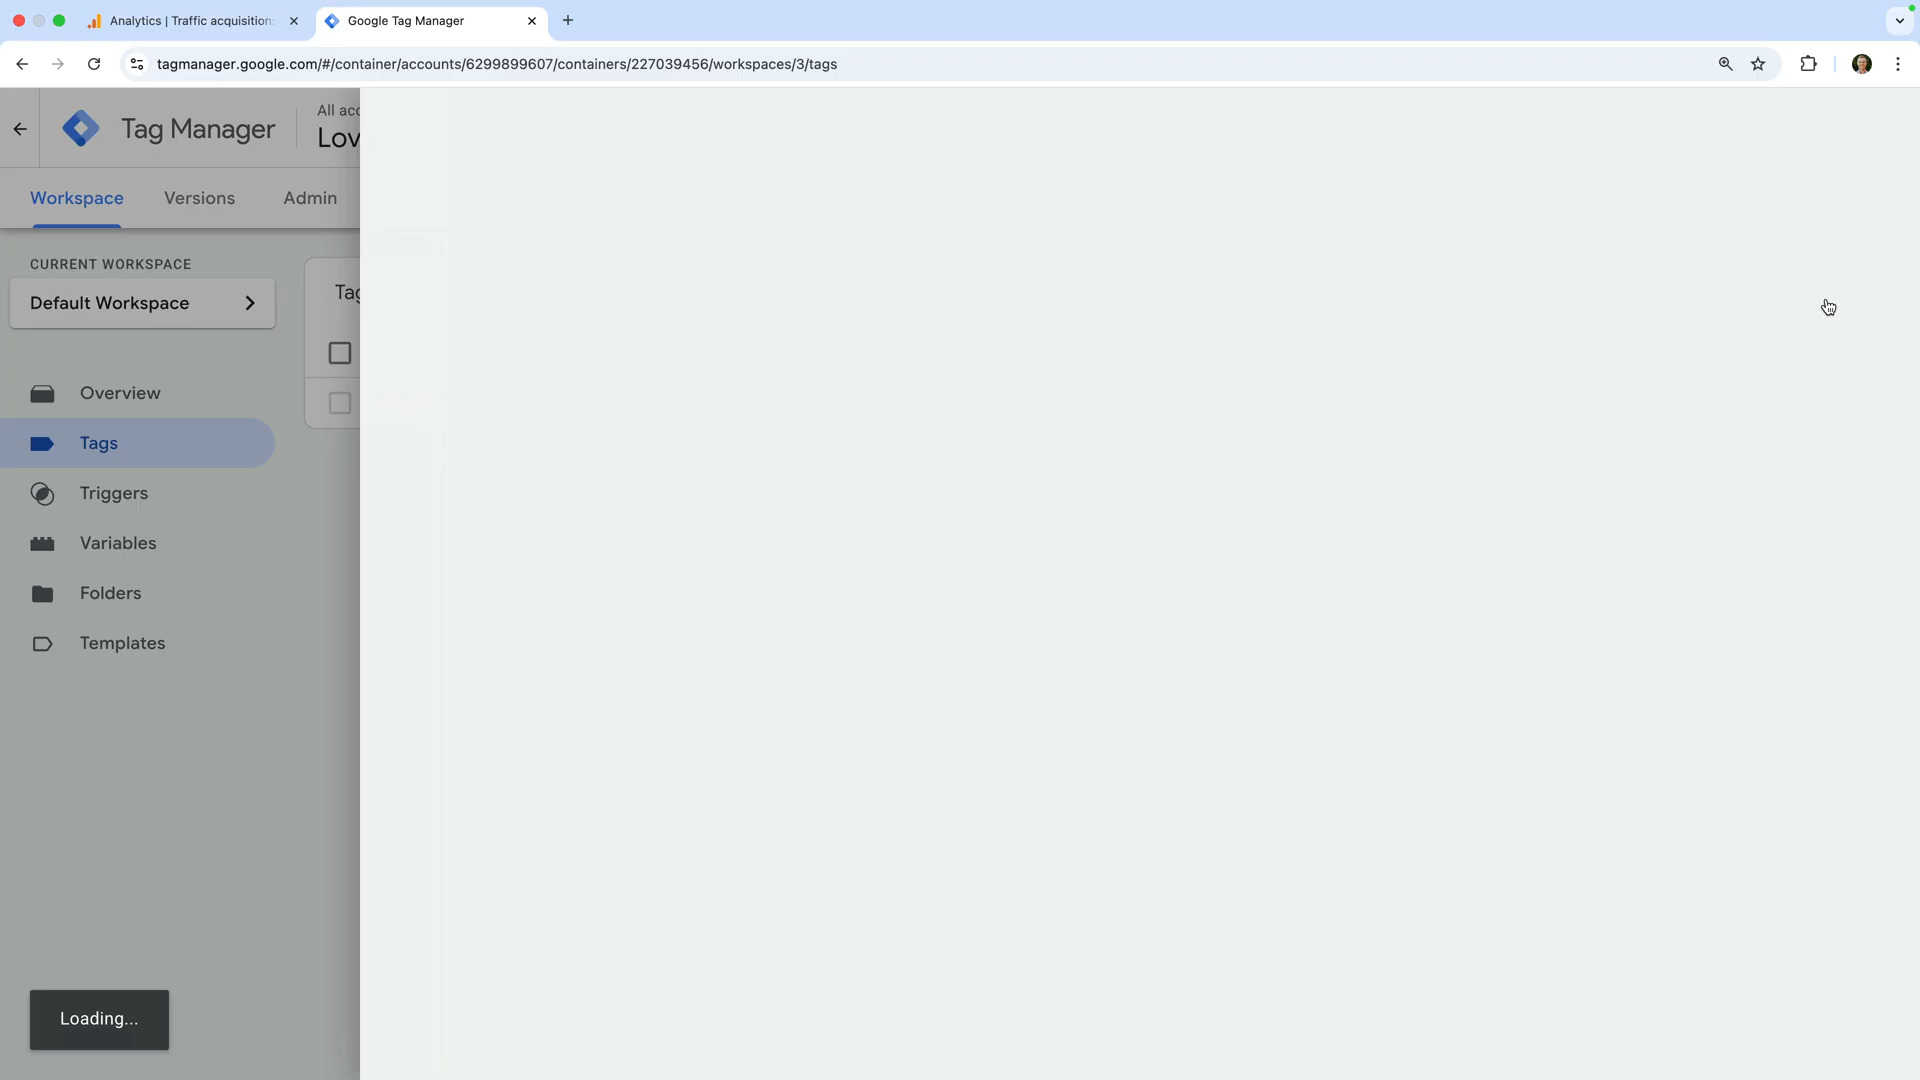 Analytics | Traffic acquisition:
Google Tag Manager
tagmanager.google.com/#/container/accounts/6299899607/containers/227039456/workspaces/3/tags
Tag Manager
All acc
Lov
Workspace
Versions
Admin
CURRENT WORKSPACE
Default Workspace
Tag
Overview
Tags
Triggers
Variables
Folders
Templates
Loading...